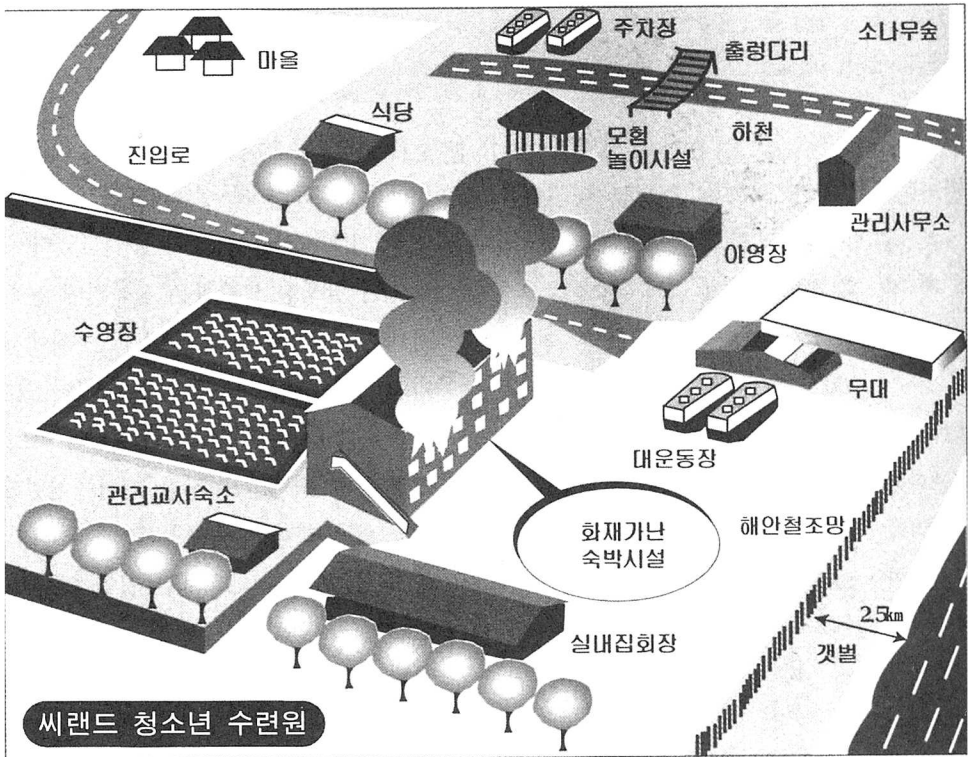 주차장
소나무숲
마을
출렁다리
식당
하천
모험
놀이시설
진입로
관리사무소
야영장
수영장
무대
대운동장
관리교사숙소
화재가난
숙박시설
해안철조망
2.5km
갯벌
실내집회장
씨랜드 청소년 수련원